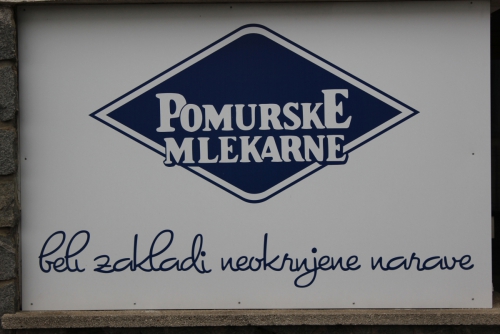 POMURSKE
MLEKARNE
beli zakladi neokrnjene narave